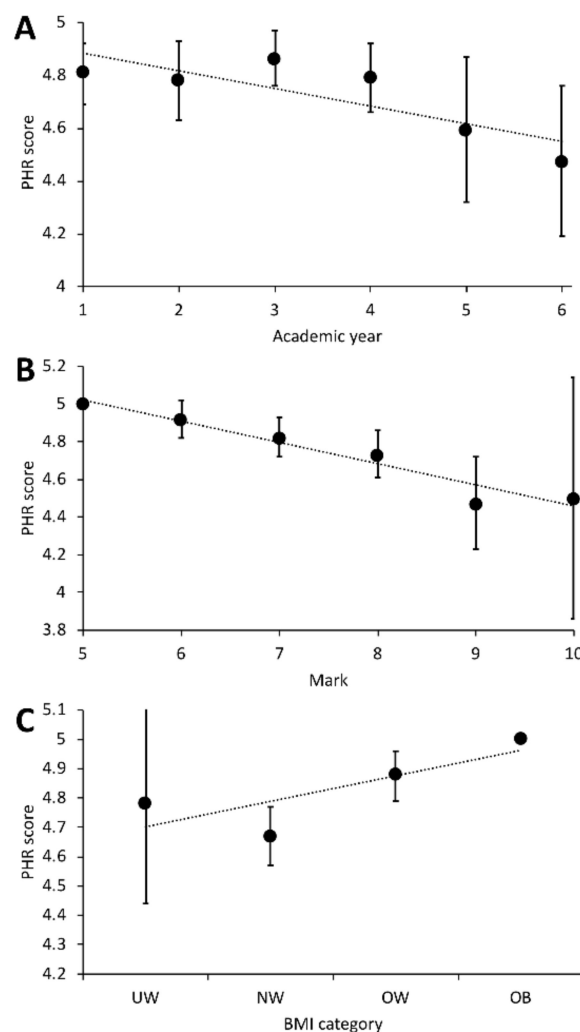 A
PHR score
5
4.8
4.6
4.4
4.2
4
1 2 3 4 5 6
Academic year
B
PHR score
5.2
5
4.8
4.6
4.4
4.2
4
3.8
5 6 7 8 9 10
Mark
C
PHR score
5.1
5
4.9
4.8
4.7
4.6
4.5
4.4
4.3
4.2
UW NW OW OB
BMI category